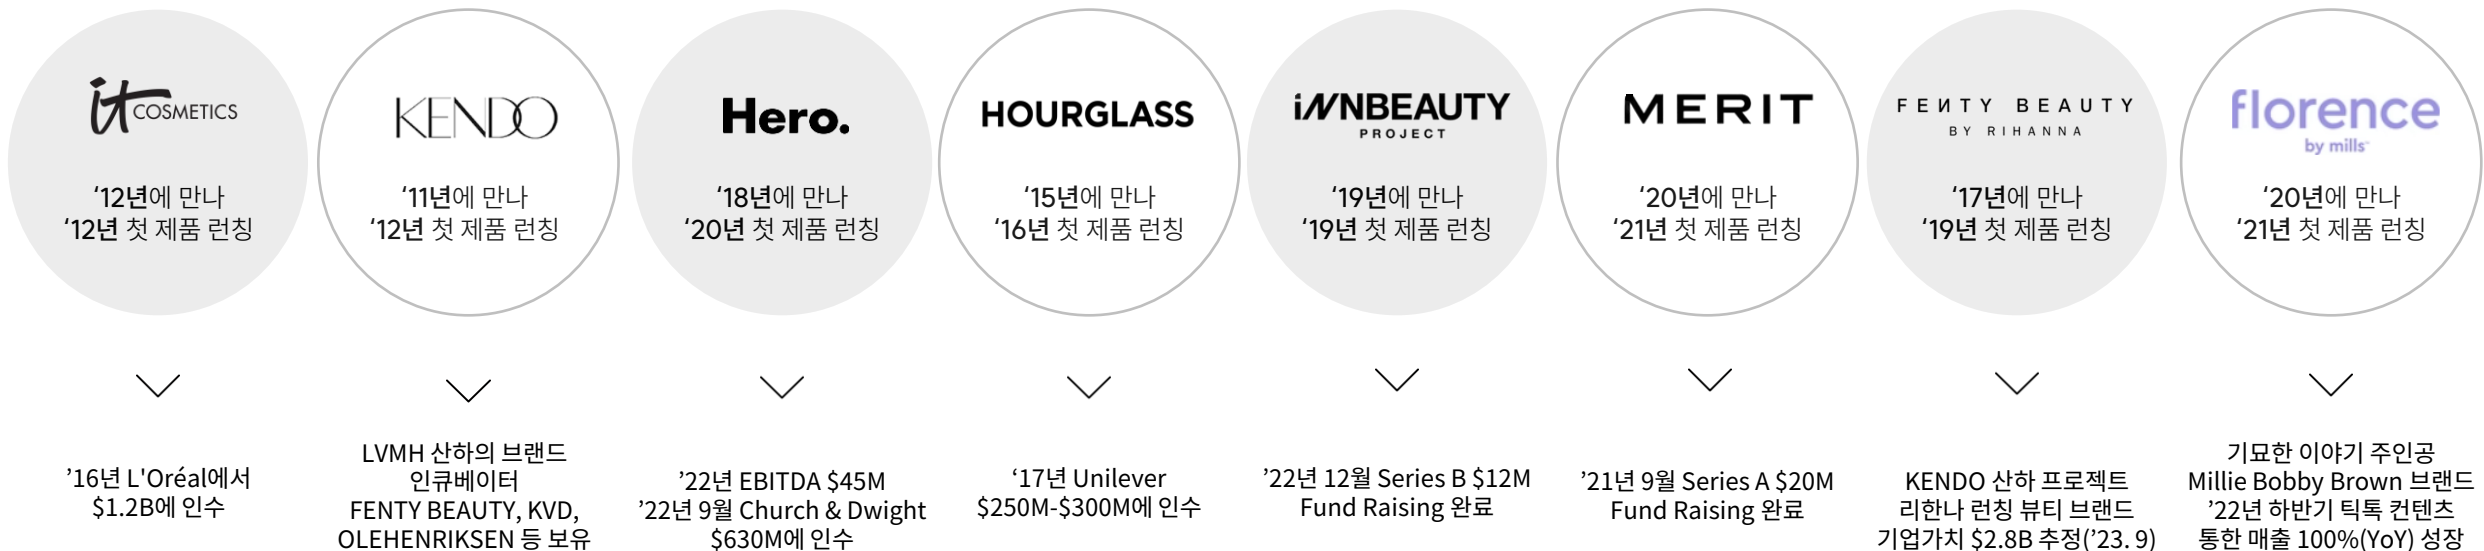 it COSMETICS
‘12년에 만나
‘12년 첫 제품 런칭
’16년 L'Oréal에서
$1.2B에 인수
KENDO
‘11년에 만나
‘12년 첫 제품 런칭
LVMH 산하의 브랜드
인큐베이터
FENTY BEAUTY, KVD,
OLEHENRIKSEN 등 보유
Hero.
‘18년에 만나
‘20년 첫 제품 런칭
’22년 EBITDA $45M
’22년 9월 Church & Dwight
$630M에 인수
HOURGLASS
‘15년에 만나
‘16년 첫 제품 런칭
‘17년 Unilever
$250M-$300M에 인수
iNNBEAUTY
PROJECT
‘19년에 만나
‘19년 첫 제품 런칭
’22년 12월 Series B $12M
Fund Raising 완료
MERIT
‘20년에 만나
‘21년 첫 제품 런칭
’21년 9월 Series A $20M
Fund Raising 완료
FENTY BEAUTY
BY RIHANNA
‘17년에 만나
‘19년 첫 제품 런칭
KENDO 산하 프로젝트
리한나 런칭 뷰티 브랜드
기업가치 $2.8B 추정(’23. 9)
florence
by mills™
‘20년에 만나
‘21년 첫 제품 런칭
기묘한 이야기 주인공
Millie Bobby Brown 브랜드
’22년 하반기 틱톡 컨텐츠
통한 매출 100%(YoY) 성장